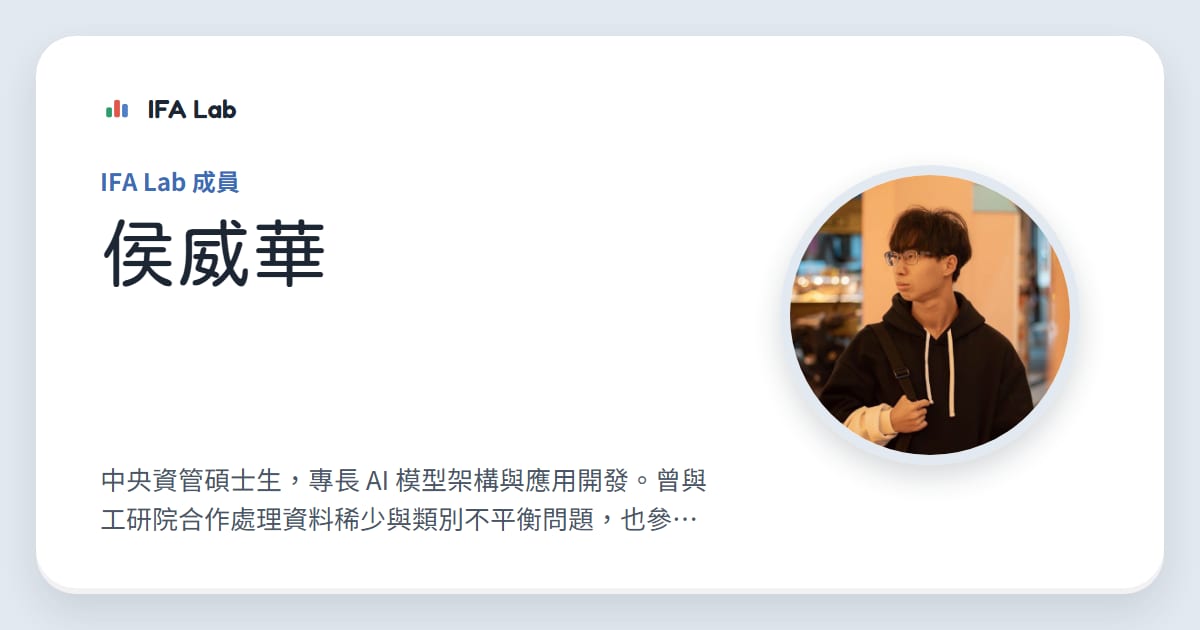 IFA Lab
IFA Lab 成員
侯威華
中央資管碩士生，專長 AI 模型架構與應用開發。曾與
工研院合作處理資料稀少與類別不平衡問題，也參⋯